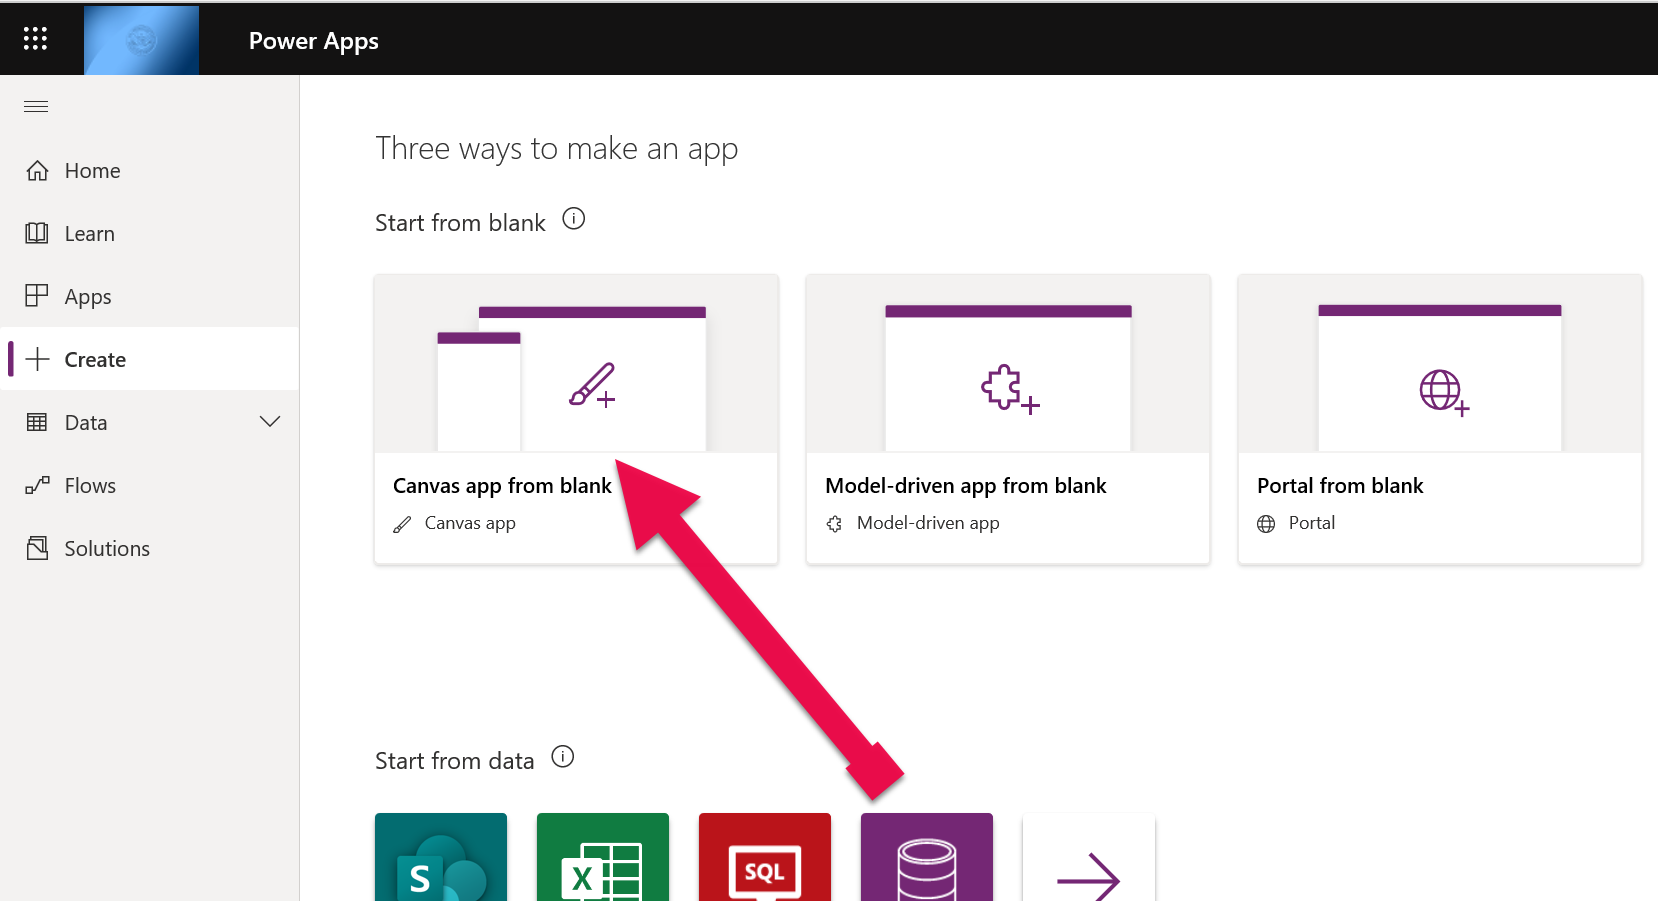 Power Apps
Home
Learn
Apps
Create
Data
Flows
Solutions
Three ways to make an app
Start from blank
Canvas app from blank
Canvas app
Model-driven app from blank
Model-driven app
Portal from blank
Portal
Start from data
S
X
SQL